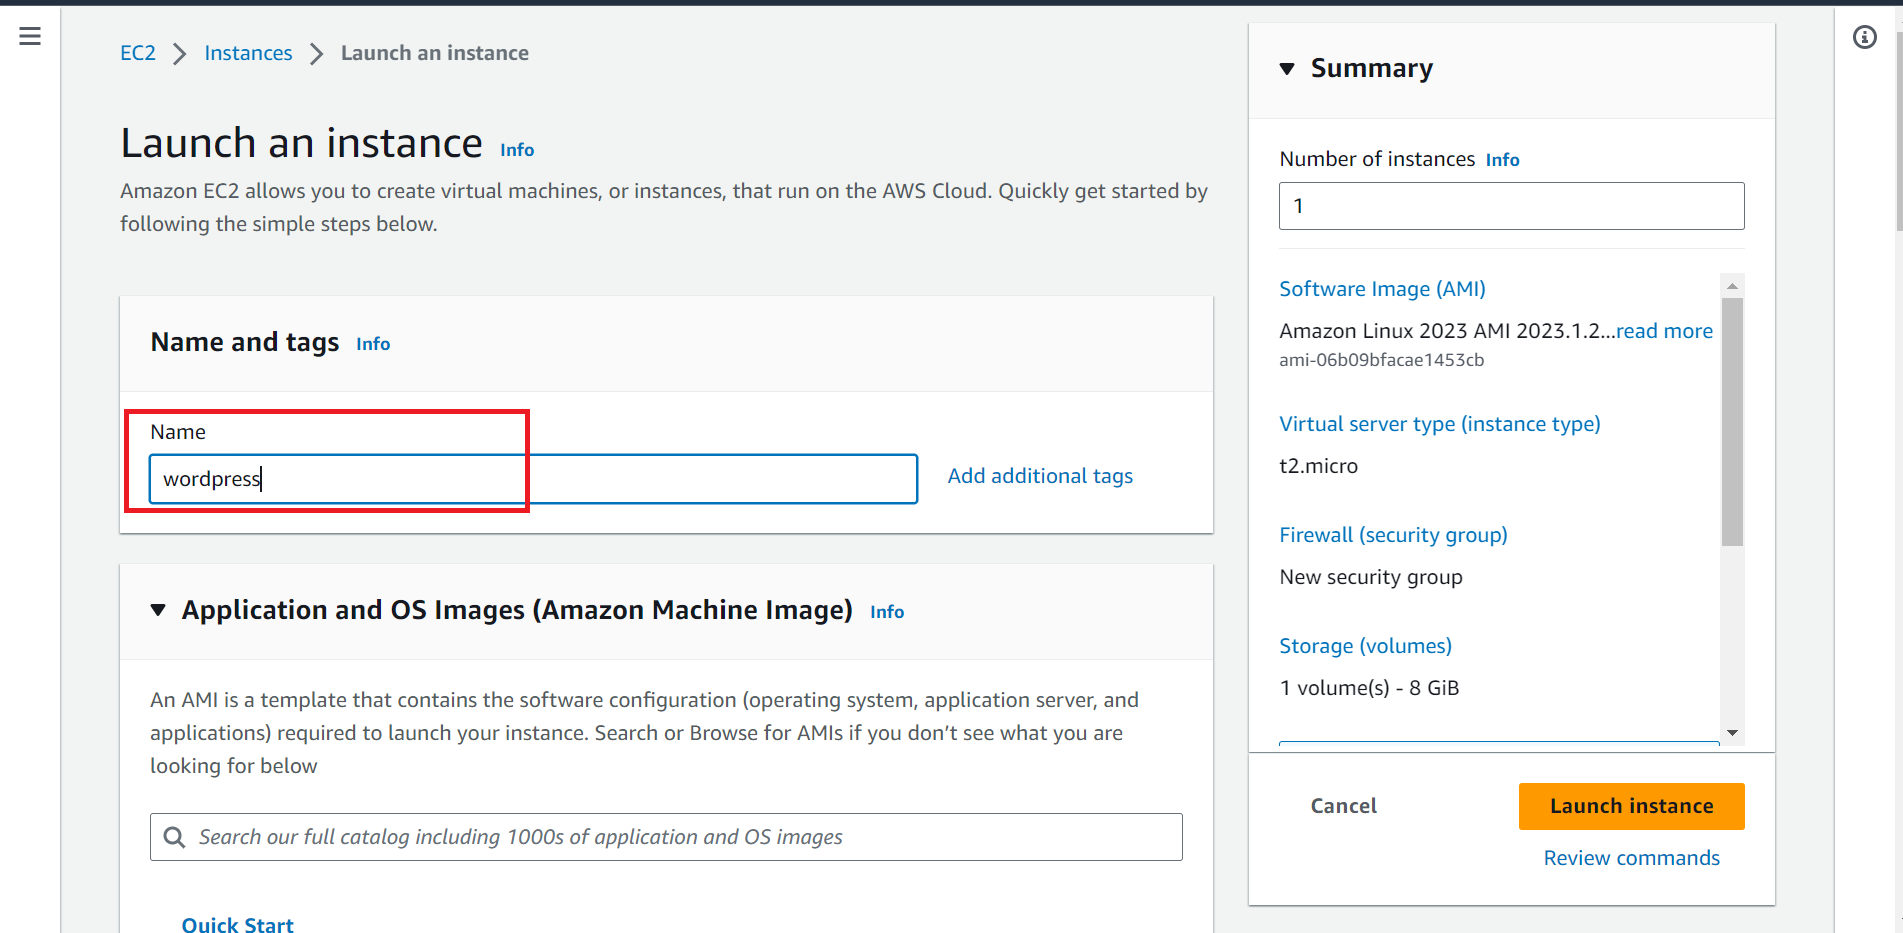 EC2 Instances Launch an instance
Launch an instance Info
Amazon EC2 allows you to create virtual machines, or instances, that run on the AWS Cloud. Quickly get started by
following the simple steps below.
Name and tags Info
Name
wordpress
Add additional tags
Application and OS Images (Amazon Machine Image) Info
An AMI is a template that contains the software configuration (operating system, application server, and
applications) required to launch your instance. Search or Browse for AMIs if you don’t see what you are
looking for below
Search our full catalog including 1000s of application and OS images
Quick Start
Summary
Number of instances Info
1
Software Image (AMI)
Amazon Linux 2023 AMI 2023.1.2...read more
ami-06b09bfacae1453cb
Virtual server type (instance type)
t2.micro
Firewall (security group)
New security group
Storage (volumes)
1 volume(s) - 8 GiB
Cancel
Launch instance
Review commands